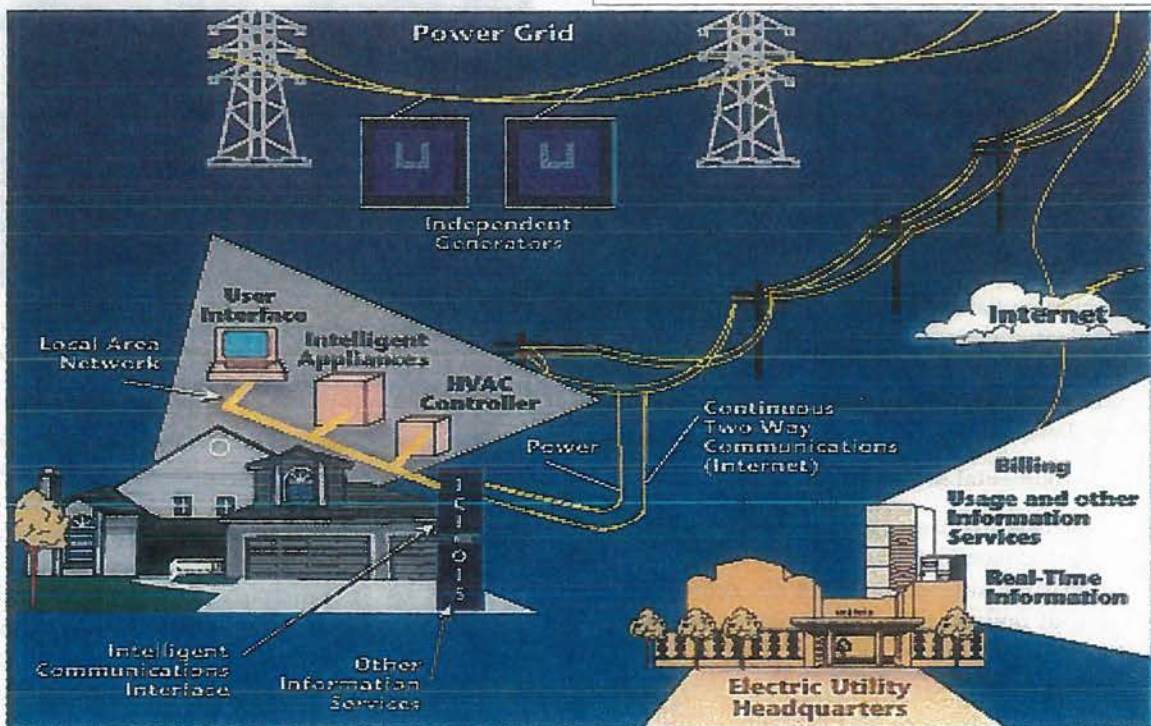 Power Grid
Independent
Generators
User
Interface
Local Area
Network
Intelligent
Appliances
HVAC
Controller
Internet
Power
Continuous
Two Way
Communications
(Internet)
Billing
Usage and other
Information
Services
Real-Time
Information
I
C
I
O
I
S
Intelligent
Communications
Interface
Other
Information
Services
Electric Utility
Headquarters